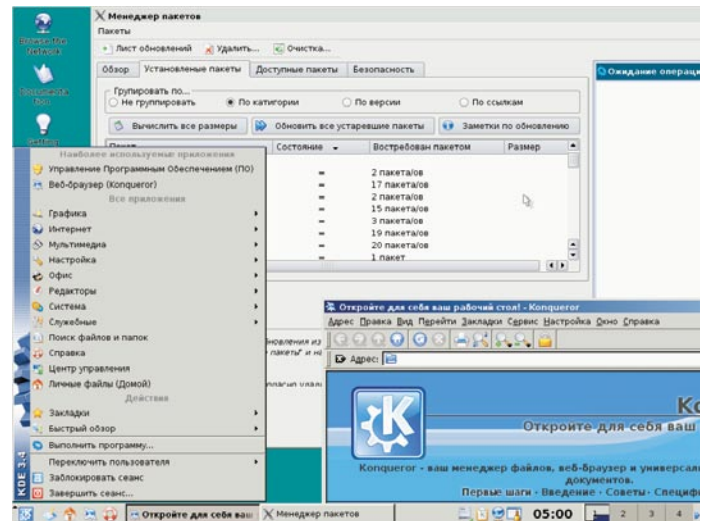 Менеджер пакетов
Пакеты
Лист обновлений Удалить... Очистка...
Обзор Установленые пакеты Доступные пакеты Безопасность
Группировать по...
Не группировать По категории По версии По ссылкам
Вычислить все размеры Обновить все устаревшие пакеты Заметки по обновлению
Состояние Востребован пакетом Размер
= 2 пакета/ов
= 17 пакета/ов
= 2 пакета/ов
= 15 пакета/ов
= 3 пакета/ов
= 19 пакета/ов
= 20 пакета/ов
= 1 пакет
Browse the
Network
Ожидание операци
Наиболее используемые приложения
Управление Программным Обеспечением (ПО)
Веб-браузер (Konqueror)
Все приложения
Графика
Интернет
Мультимедиа
Настройка
Офис
Редакторы
Система
Служебные
Поиск файлов и папок
Справка
Центр управления
Личные файлы (Домой)
Действия
Закладки
Быстрый обзор
Выполнить программу...
Переключить пользователя
Заблокировать сеанс
Завершить сеанс...
KDE 3.4
новления из
пакеты" и на
Откройте для себя ваш рабочий стол! - Konqueror
Адрес Правка Вид Перейти Закладки Сервис Настройка Окно Справка
Адрес:
Ko
Откройте для себя ваш
Konqueror - ваш менеджер файлов, веб-браузер и универсал
документов.
Первые шаги - Введение - Советы - Специф
Откройте для себя ваш Менеджер пакетов 05:00 1 2 3 4